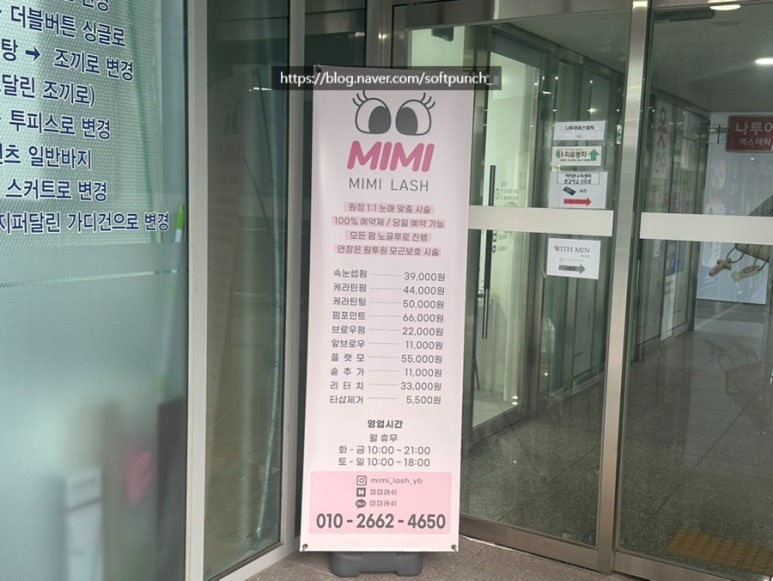 변경
더블버튼 싱글로
탕 → 조끼로 변경
달린 조끼로)
투피스로 변경
츠 일반바지
스커트로 변경
지퍼달린 가디건으로 변경
https://blog.naver.com/softpunch_
MIMI
MIMI LASH
원장 1:1 눈매 맞춤 시술
100% 예약제 / 당일 예약 가능
모든 펌 노글루로 진행
연장은 원투원 모근보호 시술
속눈썹펌 39,000원
케라틴펌 44,000원
케라틴팅 50,000원
펌포인트 66,000원
브로우펌 22,000원
앞브로우 11,000원
플랫모 55,000원
숱추가 11,000원
리터치 33,000원
타샵제거 5,500원
영업시간
월 휴무
화 - 금 10:00 ~ 21:00
토 - 일 10:00 ~ 18:00
mimi_lash_yb
미미래쉬
미미래쉬
010 - 2662 - 4650
WITH MIN
나투어
에스테틱